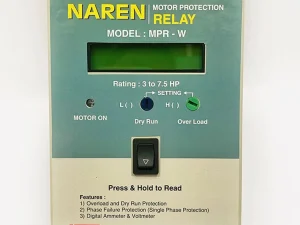 NAREN
MOTOR PROTECTION
RELAY
MODEL : MPR - W
Rating : 3 to 7.5 HP
SETTING
L ( )
H ( )
MOTOR ON
Dry Run
Over Load
Press & Hold to Read
Features :
1) Overload and Dry Run Protection
2) Phase Failure Protection (Single Phase Protection)
3) Digital Ammeter & Voltmeter